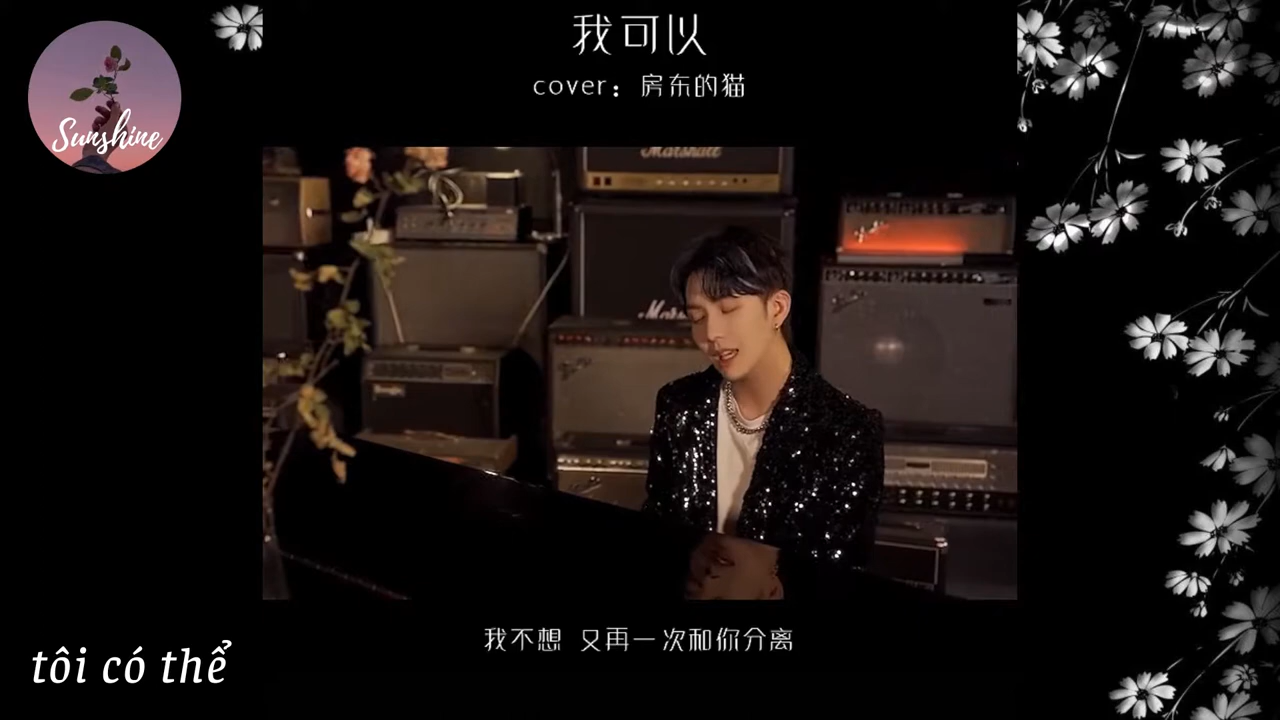 我可以
cover：房东的猫
Sunshine
Marshall
我不想 又再一次和你分离
tôi có thể